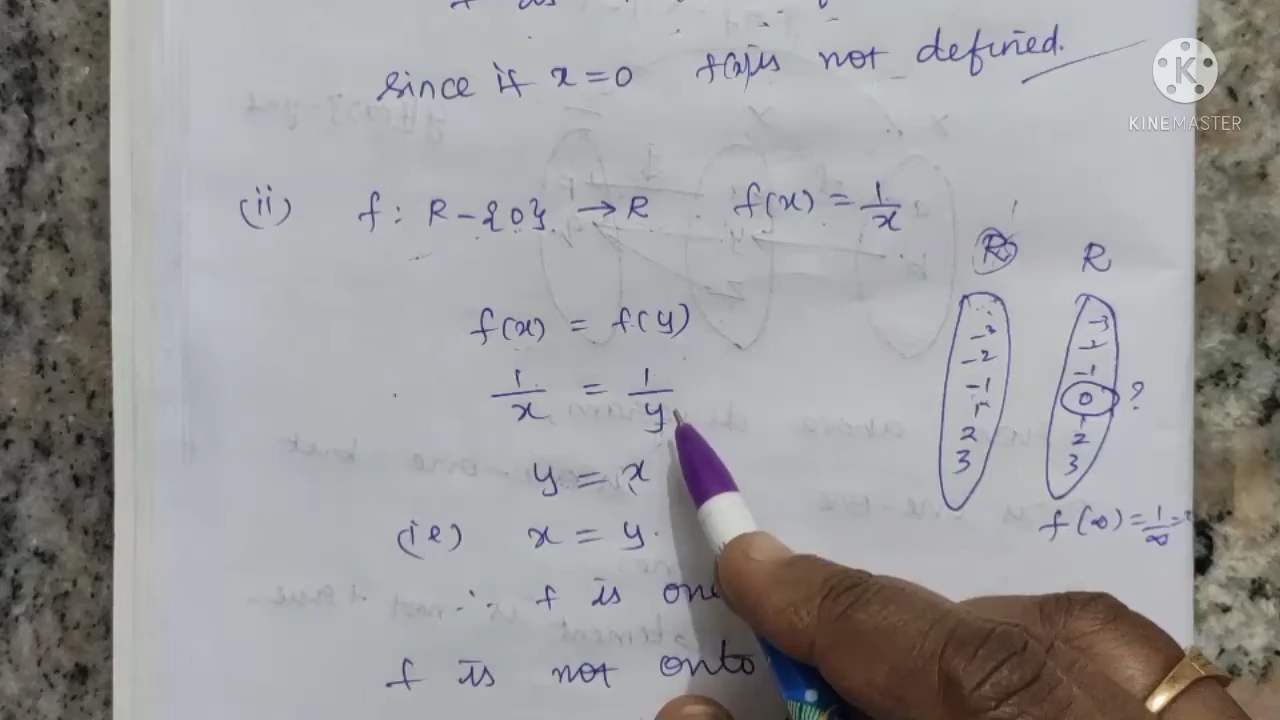 since if x = 0 f(x) is not defined.
KINEMASTER
(ii) f: R - {0} → R f(x) = 1/x
R R
f(x) = f(y)
1/x = 1/y
y = x
(ie) x = y.
∴ f is one
f is not onto
-3
-2
-1
1
2
3
-3
-2
-1
0 ?
1
2
3
f(∞) = 1/∞ =